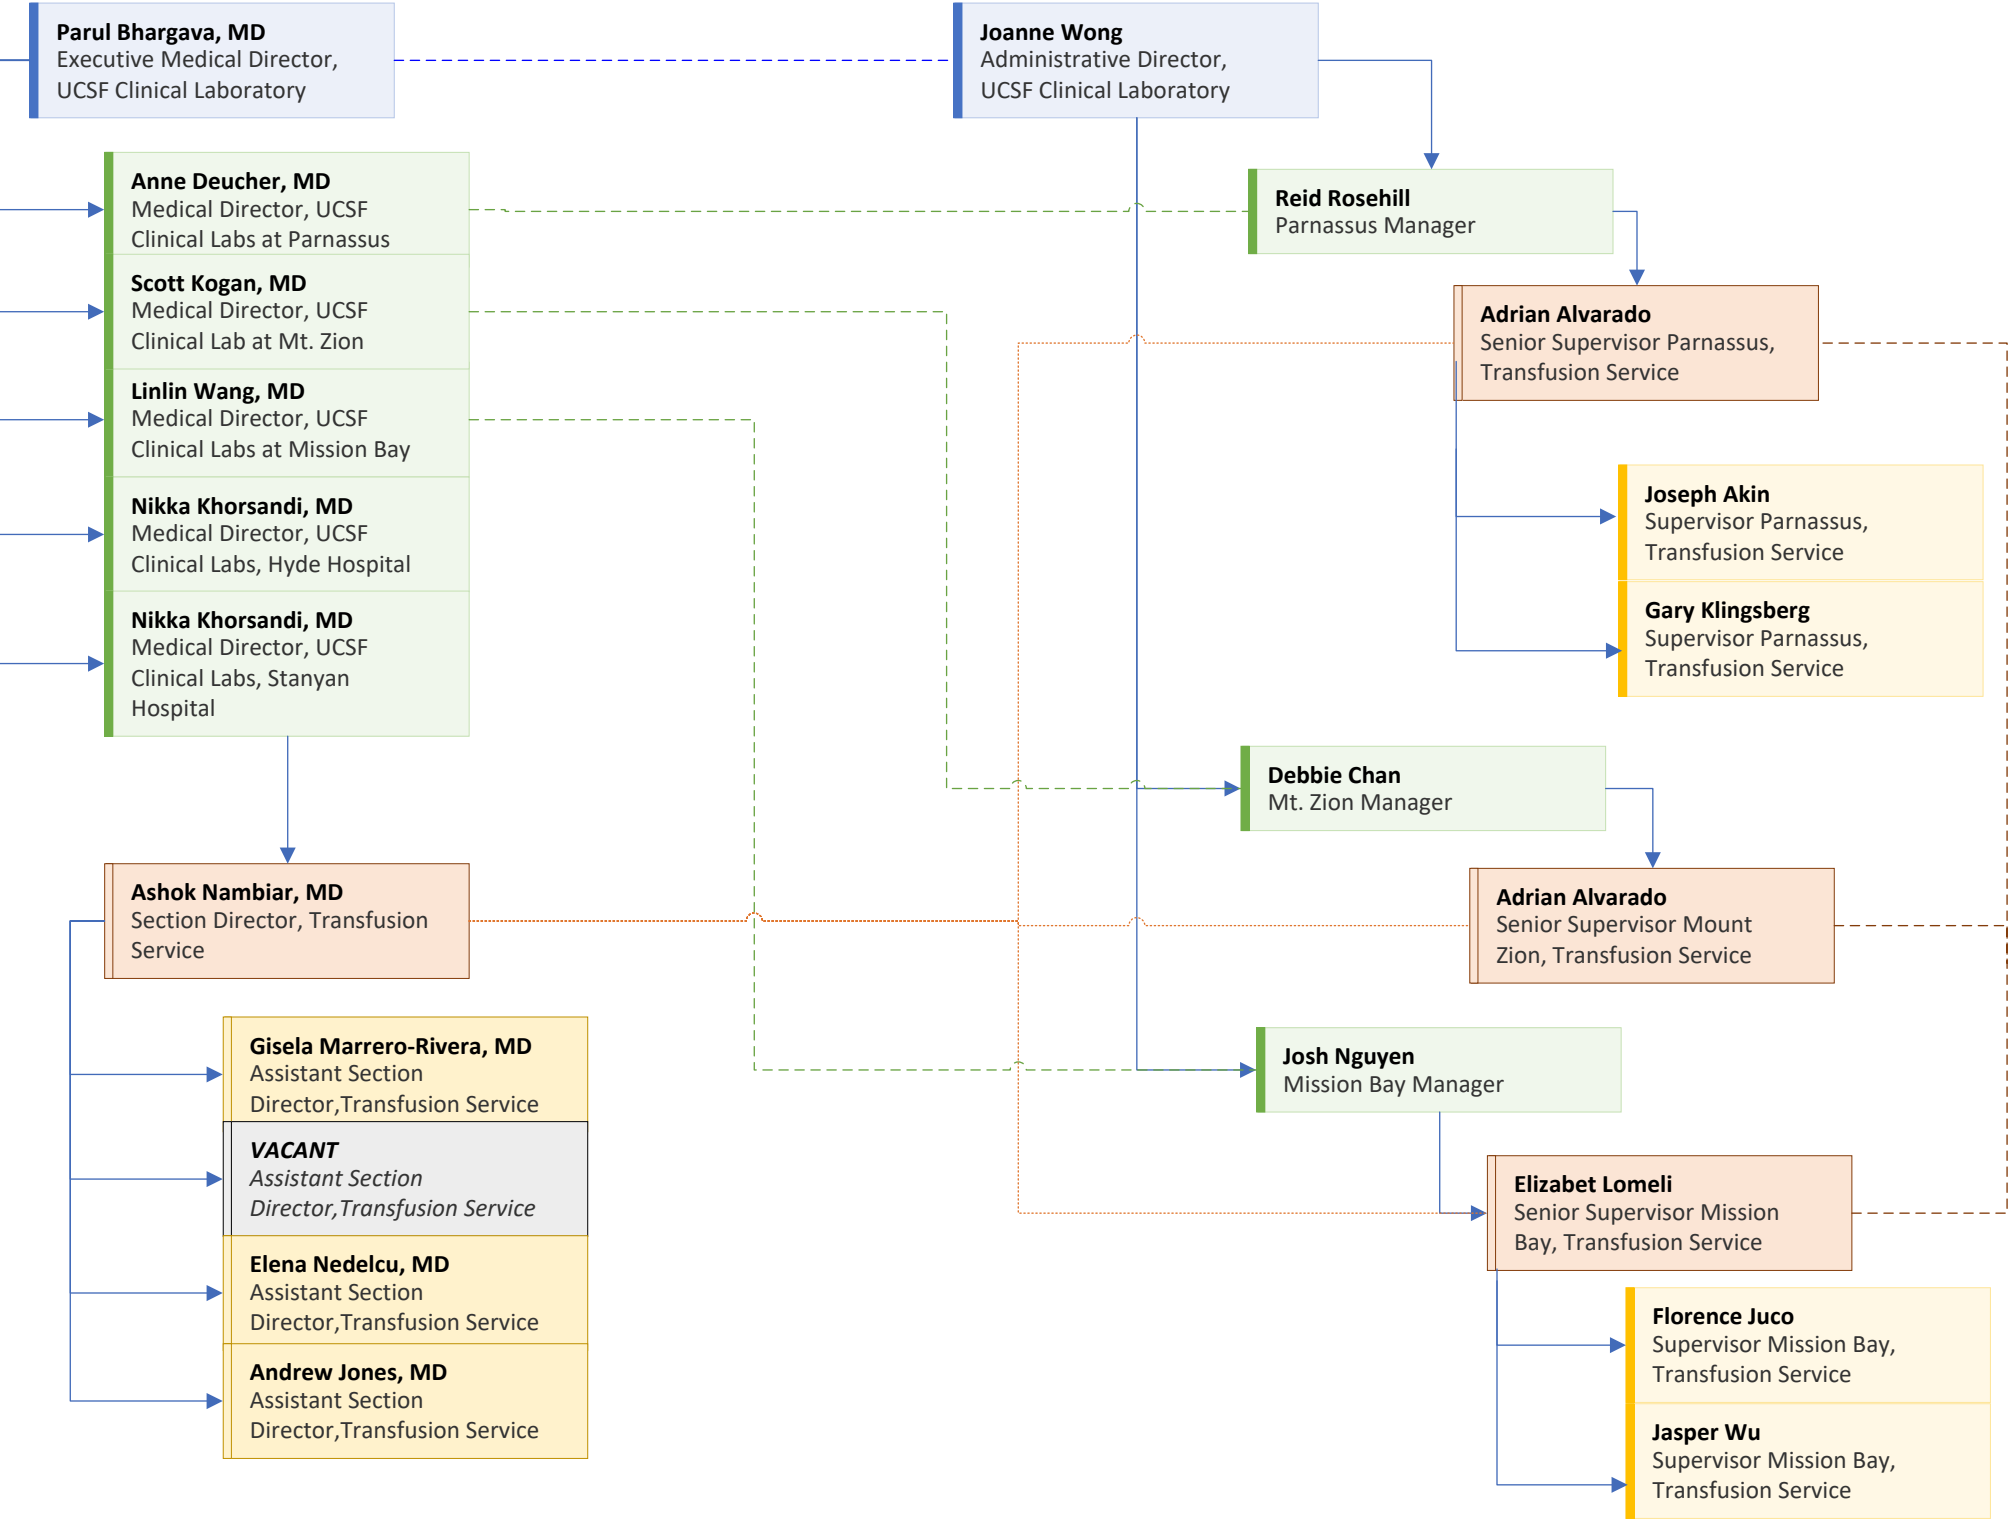 Parul Bhargava, MD
Executive Medical Director,
UCSF Clinical Laboratory
Joanne Wong
Administrative Director,
UCSF Clinical Laboratory
Anne Deucher, MD
Medical Director, UCSF
Clinical Labs at Parnassus
Scott Kogan, MD
Medical Director, UCSF
Clinical Lab at Mt. Zion
Linlin Wang, MD
Medical Director, UCSF
Clinical Labs at Mission Bay
Nikka Khorsandi, MD
Medical Director, UCSF
Clinical Labs, Hyde Hospital
Nikka Khorsandi, MD
Medical Director, UCSF
Clinical Labs, Stanyan
Hospital
Ashok Nambiar, MD
Section Director, Transfusion
Service
Gisela Marrero-Rivera, MD
Assistant Section
Director,Transfusion Service
VACANT
Assistant Section
Director,Transfusion Service
Elena Nedelcu, MD
Assistant Section
Director,Transfusion Service
Andrew Jones, MD
Assistant Section
Director,Transfusion Service
Reid Rosehill
Parnassus Manager
Adrian Alvarado
Senior Supervisor Parnassus,
Transfusion Service
Joseph Akin
Supervisor Parnassus,
Transfusion Service
Gary Klingsberg
Supervisor Parnassus,
Transfusion Service
Debbie Chan
Mt. Zion Manager
Adrian Alvarado
Senior Supervisor Mount
Zion, Transfusion Service
Josh Nguyen
Mission Bay Manager
Elizabet Lomeli
Senior Supervisor Mission
Bay, Transfusion Service
Florence Juco
Supervisor Mission Bay,
Transfusion Service
Jasper Wu
Supervisor Mission Bay,
Transfusion Service